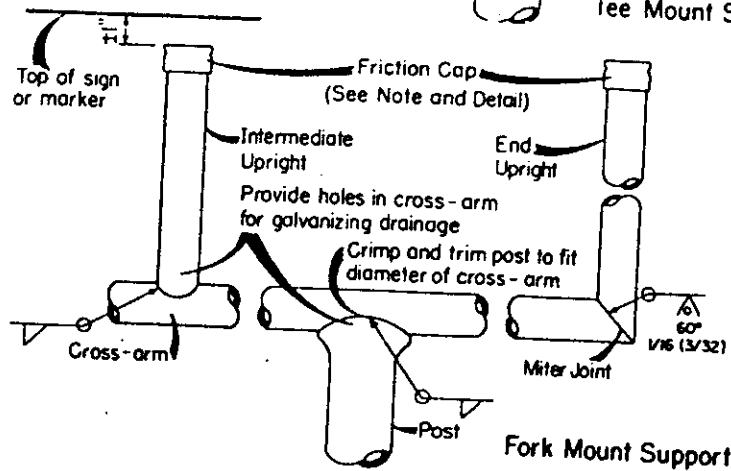 Tee Mount S
1"±
Top of sign
or marker
Friction Cap
(See Note and Detail)
Intermediate
Upright
End
Upright
Provide holes in cross-arm
for galvanizing drainage
Crimp and trim post to fit
diameter of cross-arm
Cross-arm
60°
1/16 (3/32)
Miter Joint
Post
Fork Mount Support